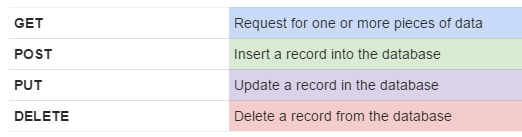 GET Request for one or more pieces of data
POST Insert a record into the database
PUT Update a record in the database
DELETE Delete a record from the database